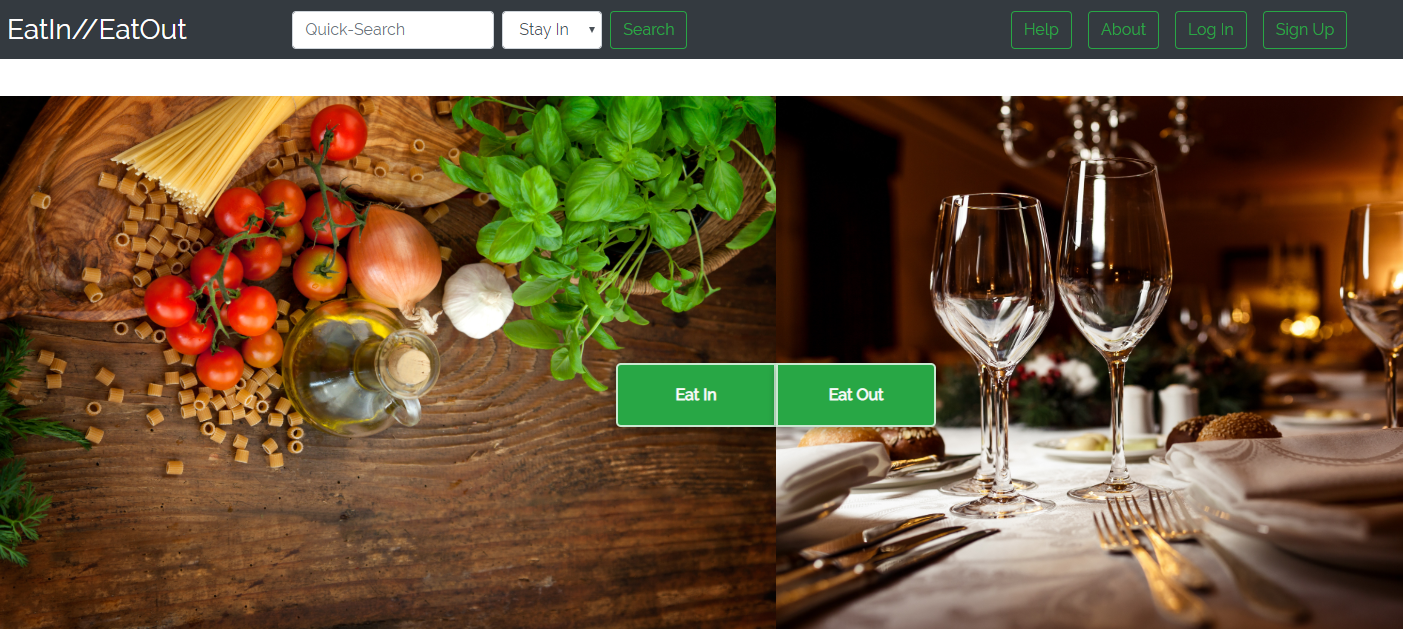 EatIn//EatOut
Quick-Search
Stay In
Search
Help
About
Log In
Sign Up
Eat In
Eat Out